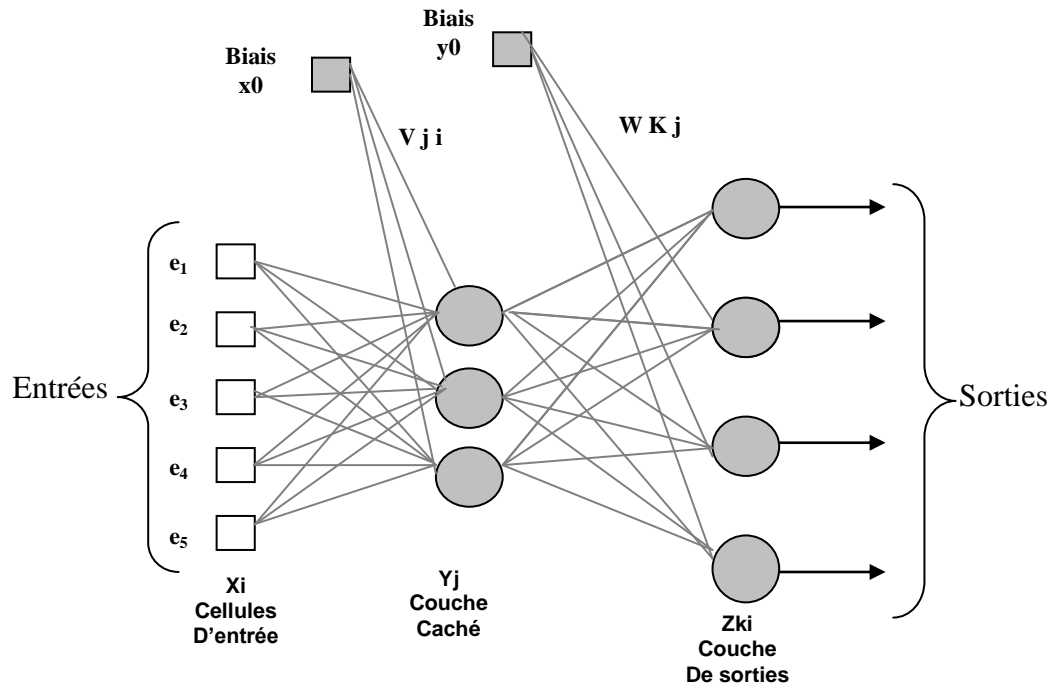 Biais
x0
Biais
y0
V j i
W K j
Entrées
e1
e2
e3
e4
e5
Sorties
Xi
Cellules
D’entrée
Yj
Couche
Caché
Zki
Couche
De sorties